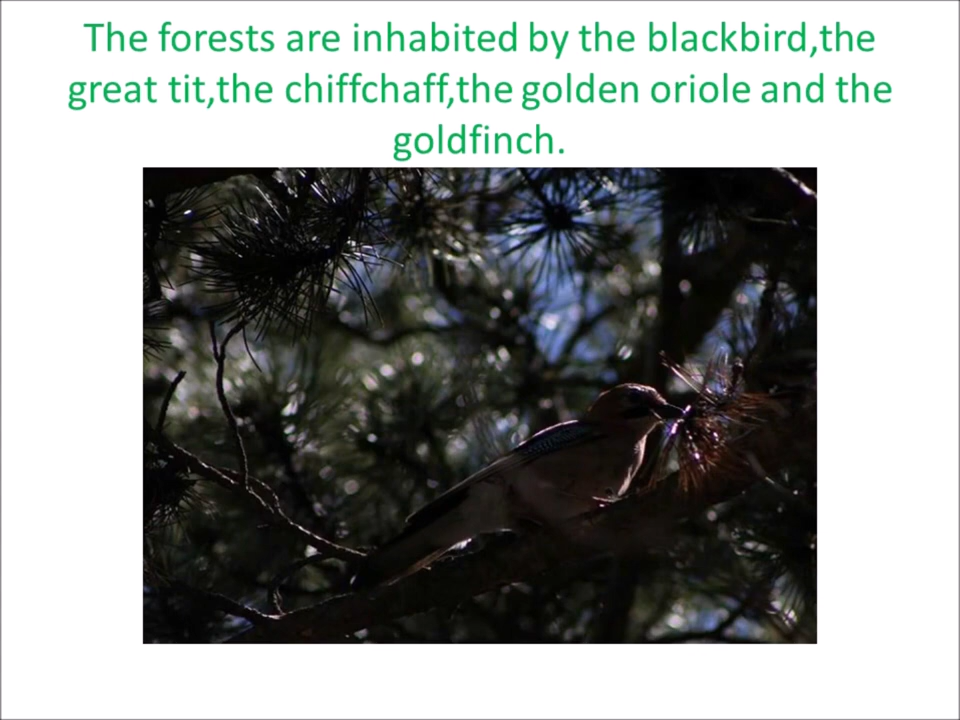 The forests are inhabited by the blackbird,the
great tit,the chiffchaff,the golden oriole and the
goldfinch.